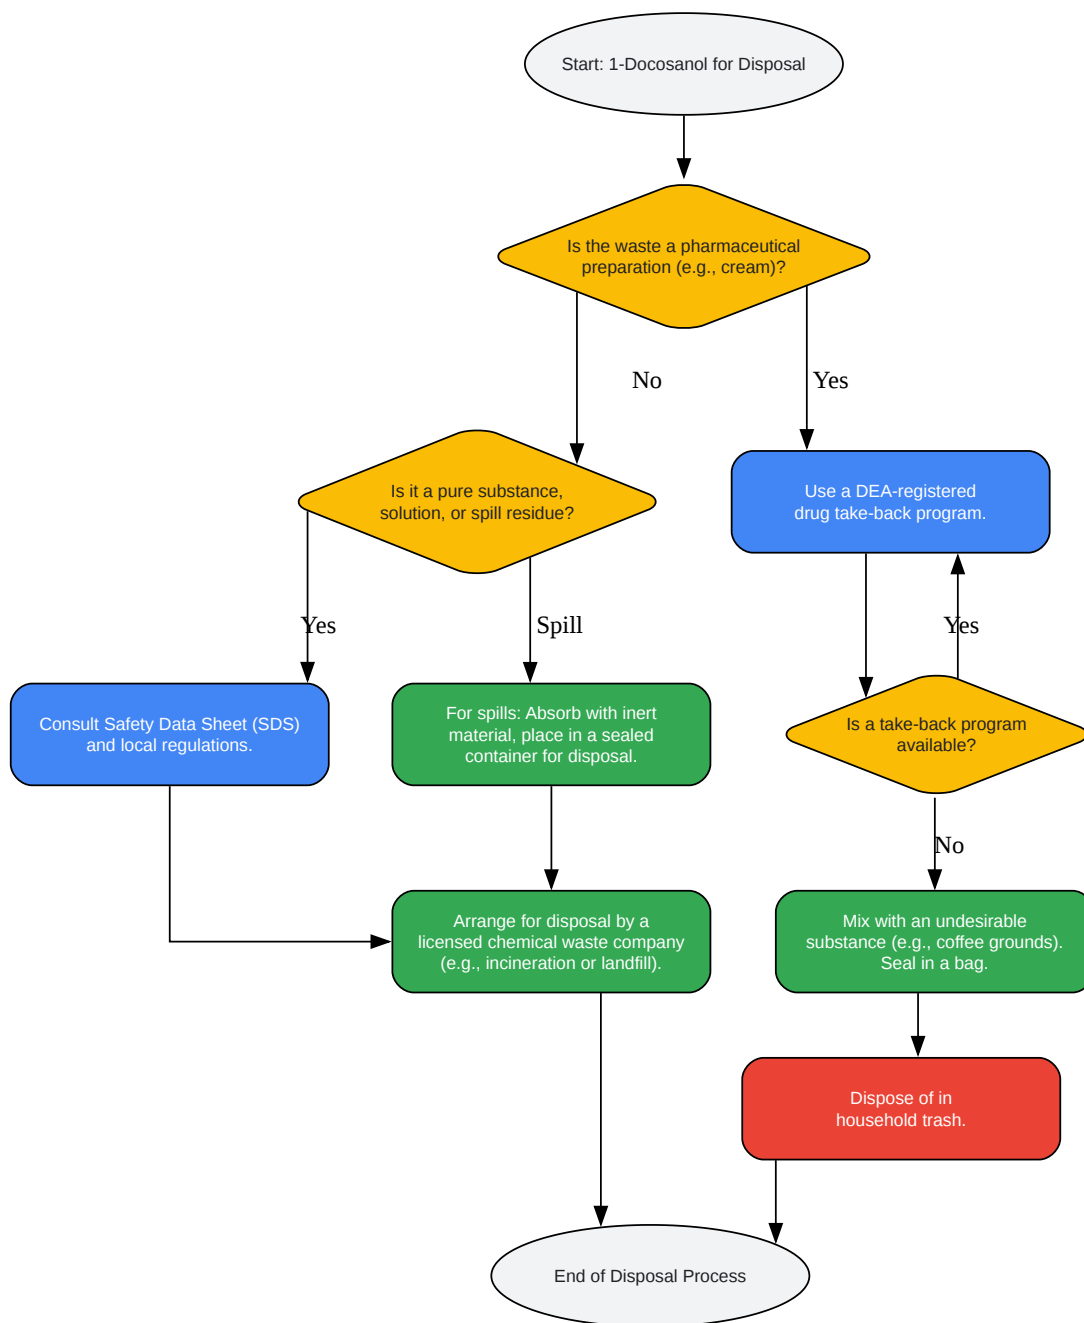 Start: 1-Docosanol for Disposal
Is the waste a pharmaceutical
preparation (e.g., cream)?
No
Yes
Is it a pure substance,
solution, or spill residue?
Use a DEA-registered
drug take-back program.
Yes
Spill
Yes
Consult Safety Data Sheet (SDS)
and local regulations.
For spills: Absorb with inert
material, place in a sealed
container for disposal.
Is a take-back program
available?
No
Arrange for disposal by a
licensed chemical waste company
(e.g., incineration or landfill).
Mix with an undesirable
substance (e.g., coffee grounds).
Seal in a bag.
Dispose of in
household trash.
End of Disposal Process